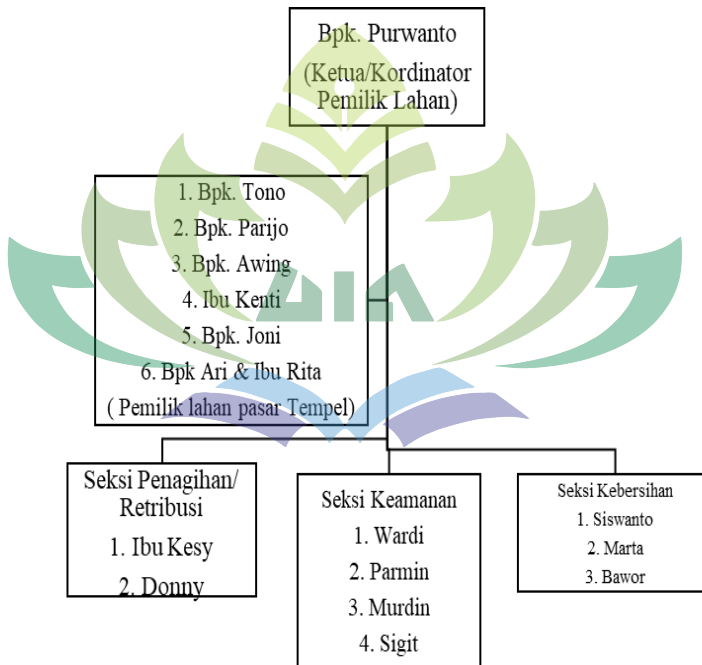 Bpk. Purwanto
(Ketua/Kordinator
Pemilik Lahan)
1. Bpk. Tono
2. Bpk. Parijo
3. Bpk. Awing
4. Ibu Kenti
5. Bpk. Joni
6. Bpk Ari & Ibu Rita
( Pemilik lahan pasar Tempel)
Seksi Penagihan/
Retribusi
1. Ibu Kesy
2. Donny
Seksi Keamanan
1. Wardi
2. Parmin
3. Murdin
4. Sigit
Seksi Kebersihan
1. Siswanto
2. Marta
3. Bawor